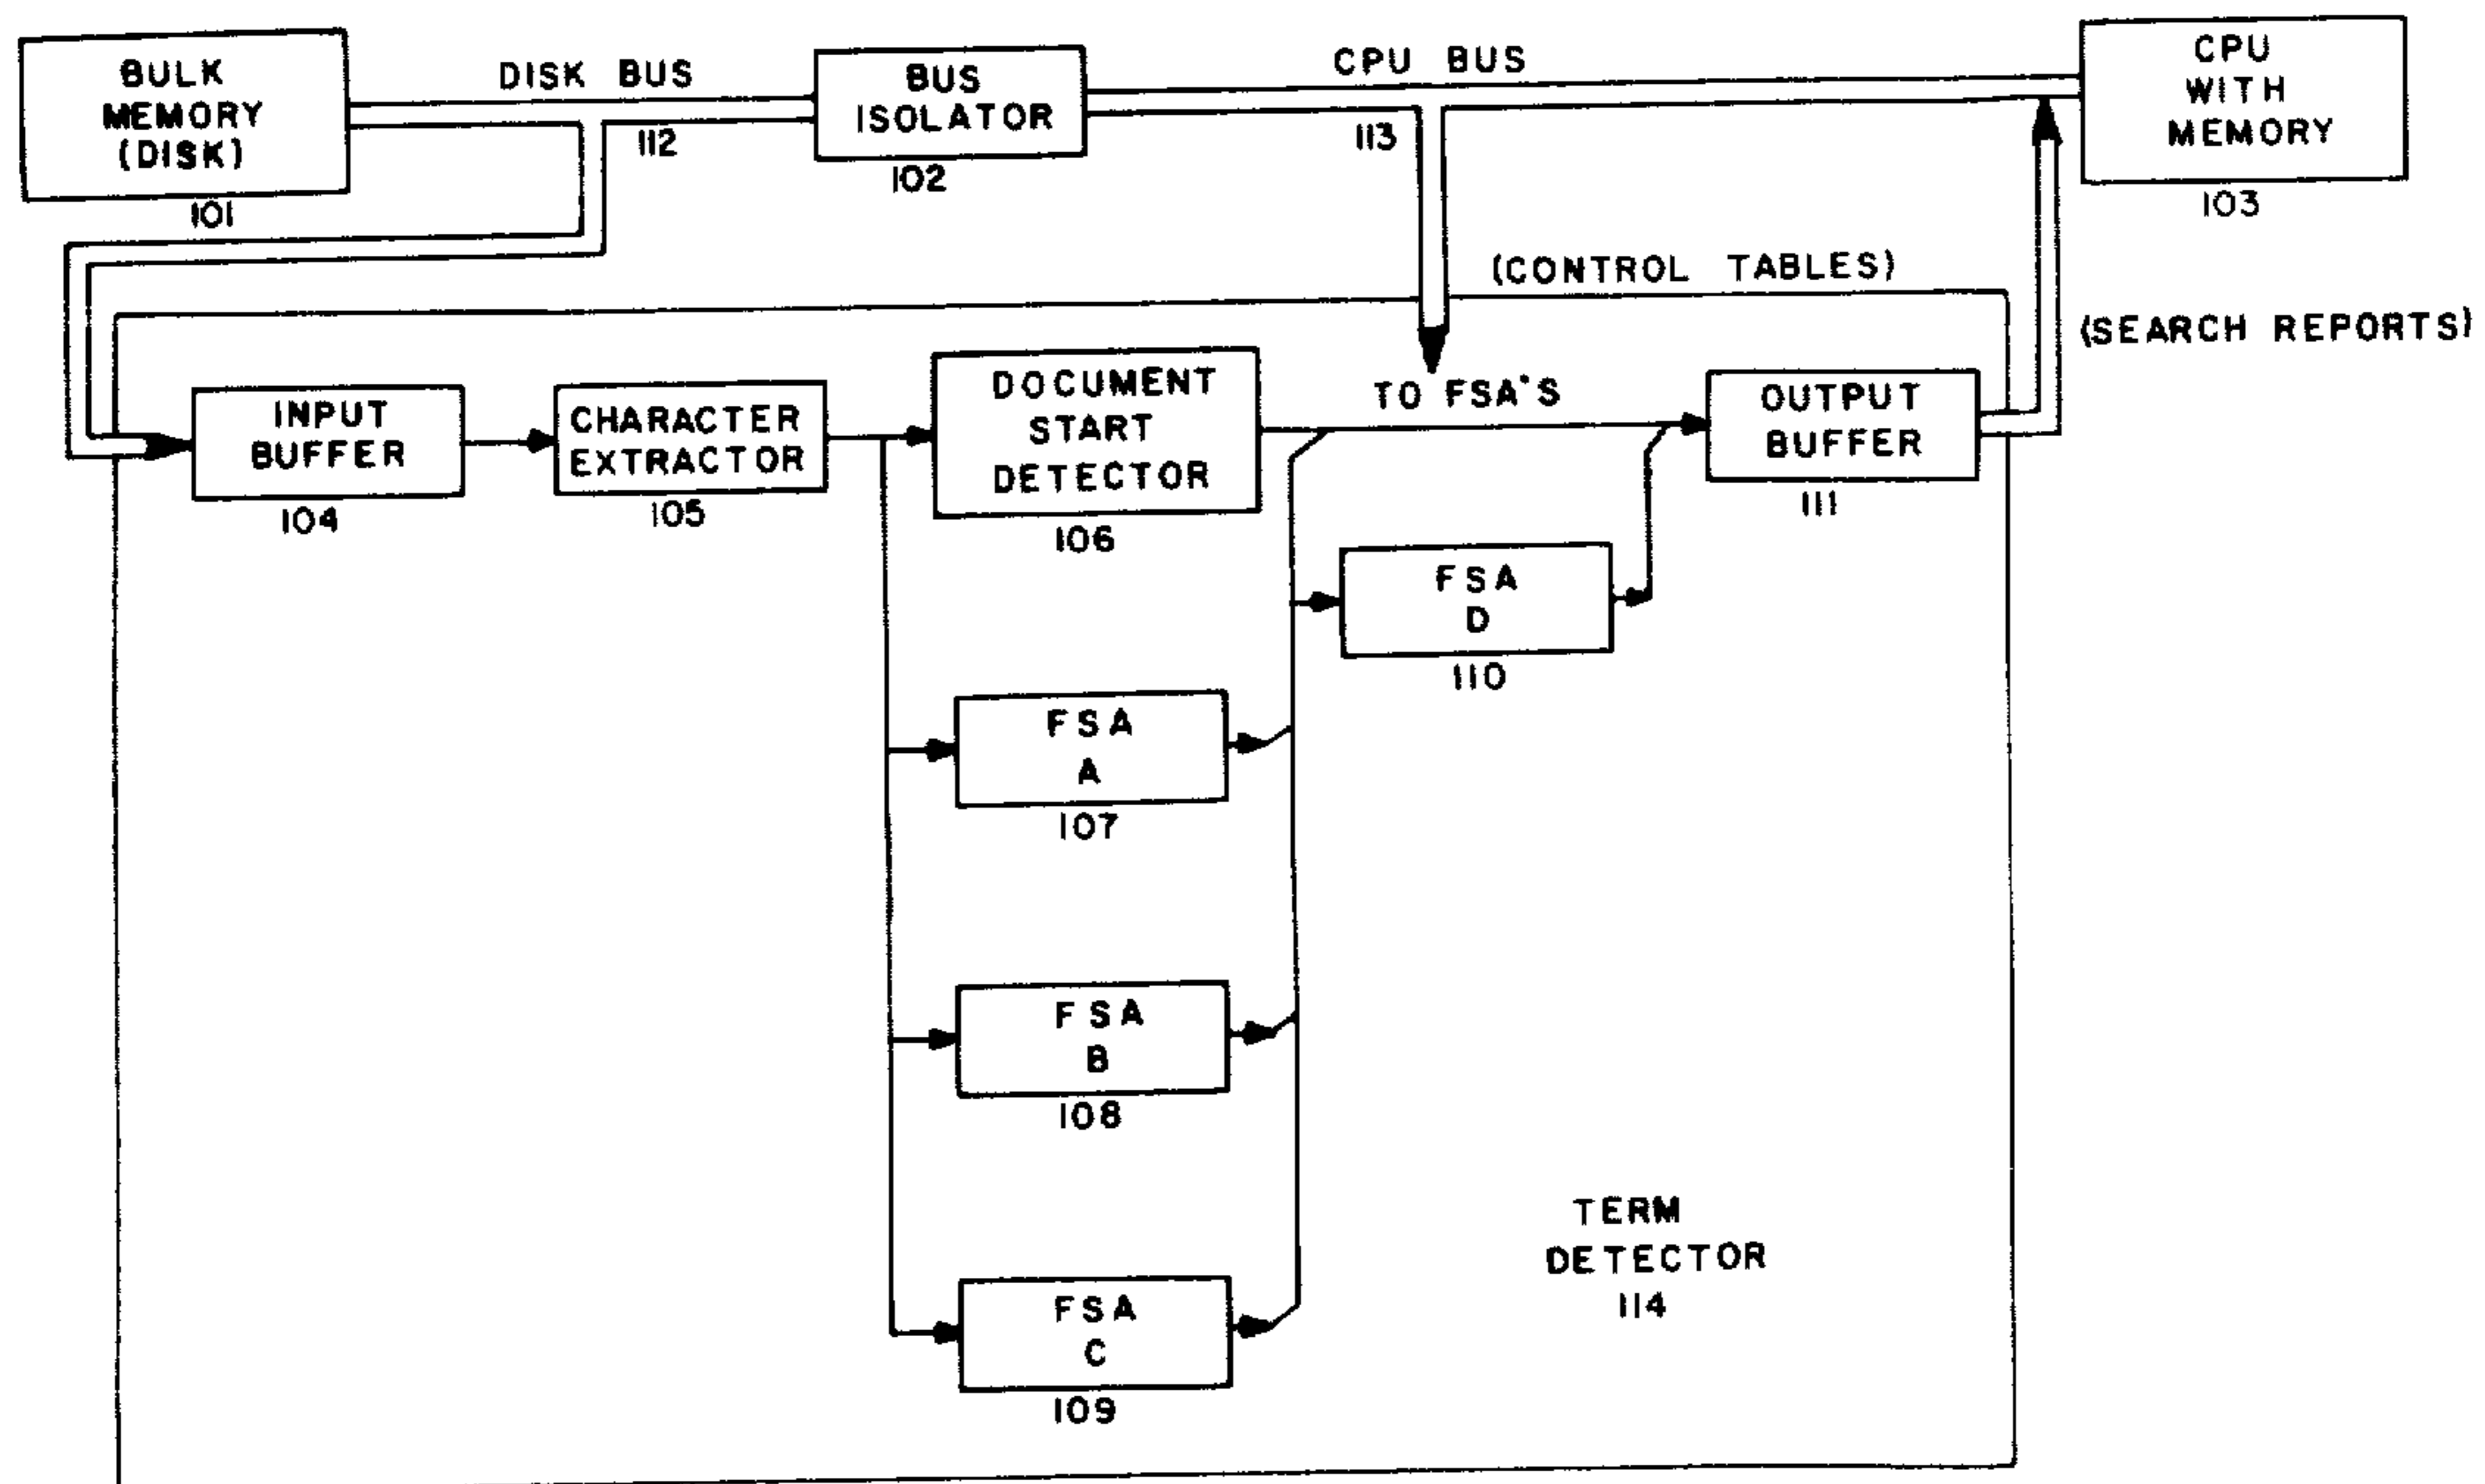 BULK
MEMORY
(DISK)
101
DISK BUS
112
BUS
ISOLATOR
102
CPU BUS
113
CPU
WITH
MEMORY
103
(CONTROL TABLES)
(SEARCH REPORTS)
INPUT
BUFFER
104
CHARACTER
EXTRACTOR
105
DOCUMENT
START
DETECTOR
106
TO FSA'S
OUTPUT
BUFFER
111
FSA
D
110
FSA
A
107
FSA
B
108
FSA
C
109
TERM
DETECTOR
114